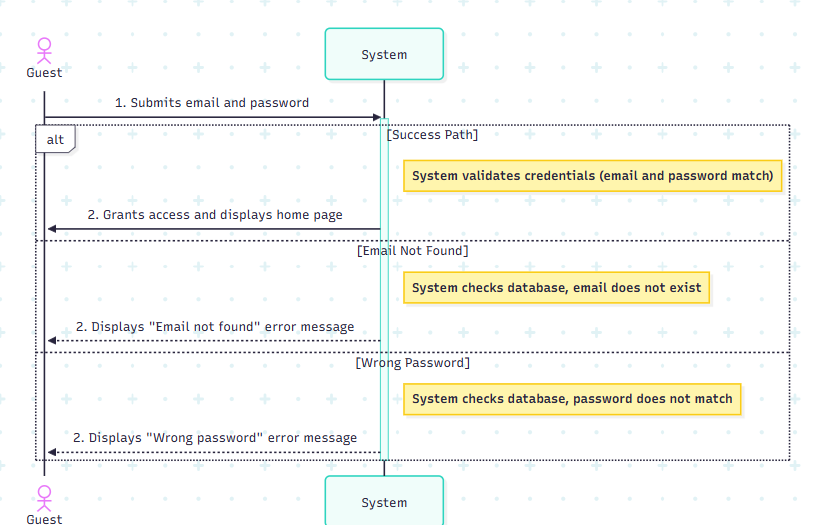 System
Guest
1. Submits email and password
alt
[Success Path]
System validates credentials (email and password match)
2. Grants access and displays home page
[Email Not Found]
System checks database, email does not exist
2. Displays "Email not found" error message
[Wrong Password]
System checks database, password does not match
2. Displays "Wrong password" error message
System
Guest